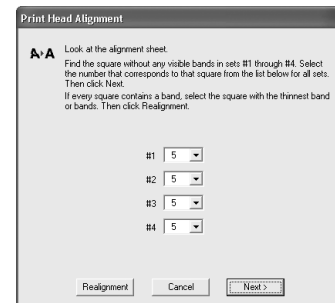 Print Head Alignment
A▸A
Look at the alignment sheet.
Find the square without any visible bands in sets #1 through #4. Select
the number that corresponds to that square from the list below for all sets.
Then click Next.
If every square contains a band, select the square with the thinnest band
or bands. Then click Realignment.
#1 5
#2 5
#3 5
#4 5
Realignment Cancel Next >